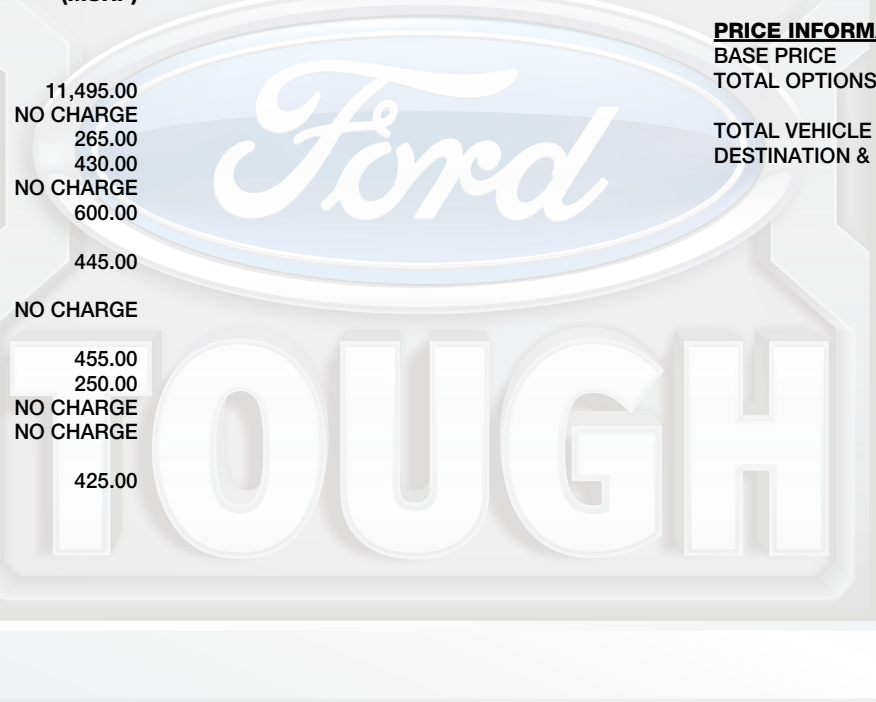 11,495.00
NO CHARGE
265.00
430.00
NO CHARGE
600.00
445.00
NO CHARGE
455.00
250.00
NO CHARGE
NO CHARGE
425.00
PRICE INFORM
BASE PRICE
TOTAL OPTIONS
TOTAL VEHICLE
DESTINATION &
Ford
TOUGH